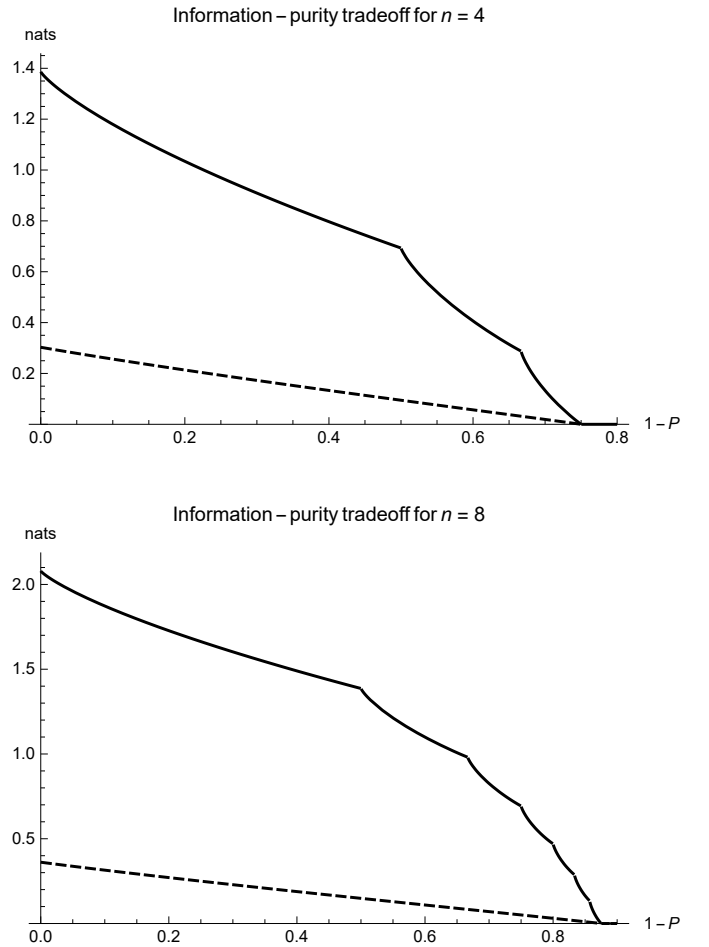 Information – purity tradeoff for n = 4
nats
1.4
1.2
1.0
0.8
0.6
0.4
0.2
0.0 0.2 0.4 0.6 0.8
1 – P
Information – purity tradeoff for n = 8
nats
2.0
1.5
1.0
0.5
0.0 0.2 0.4 0.6 0.8
1 – P